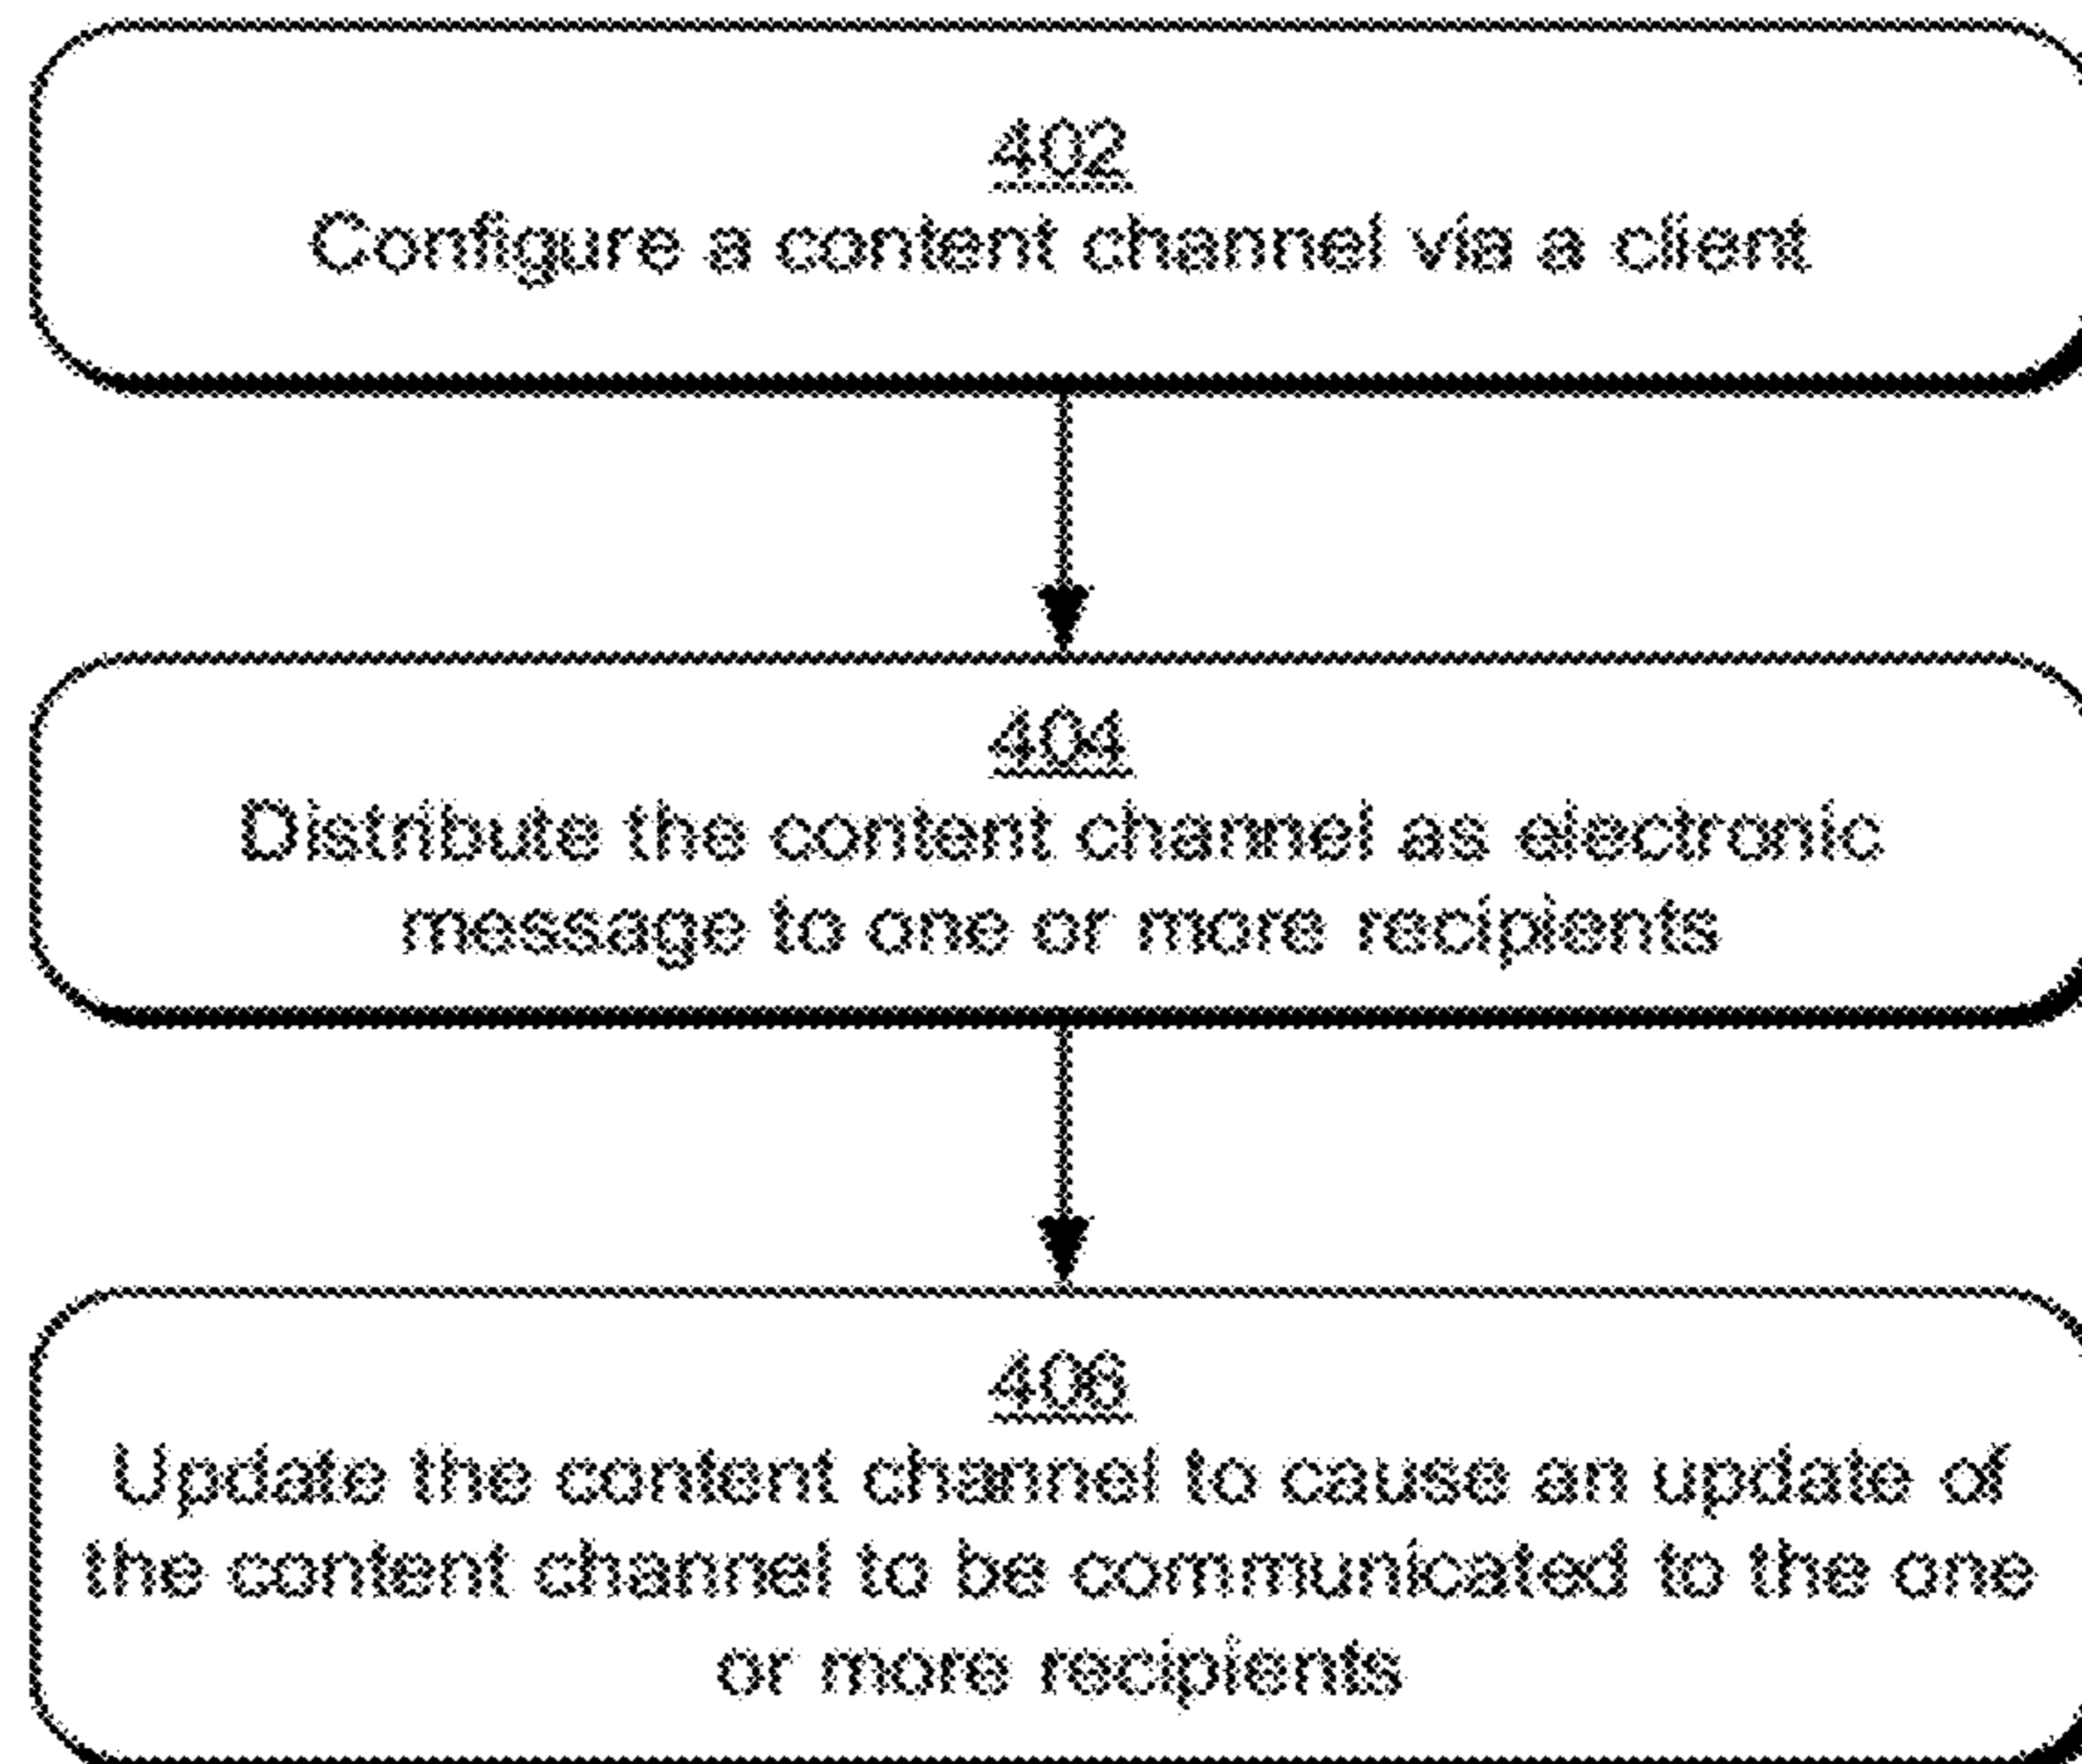 402
Configure a content channel via a client
404
Distribute the content channel as electronic
message to one or more recipients
406
Update the content channel to cause an update of
the content channel to be communicated to the one
or more recipients